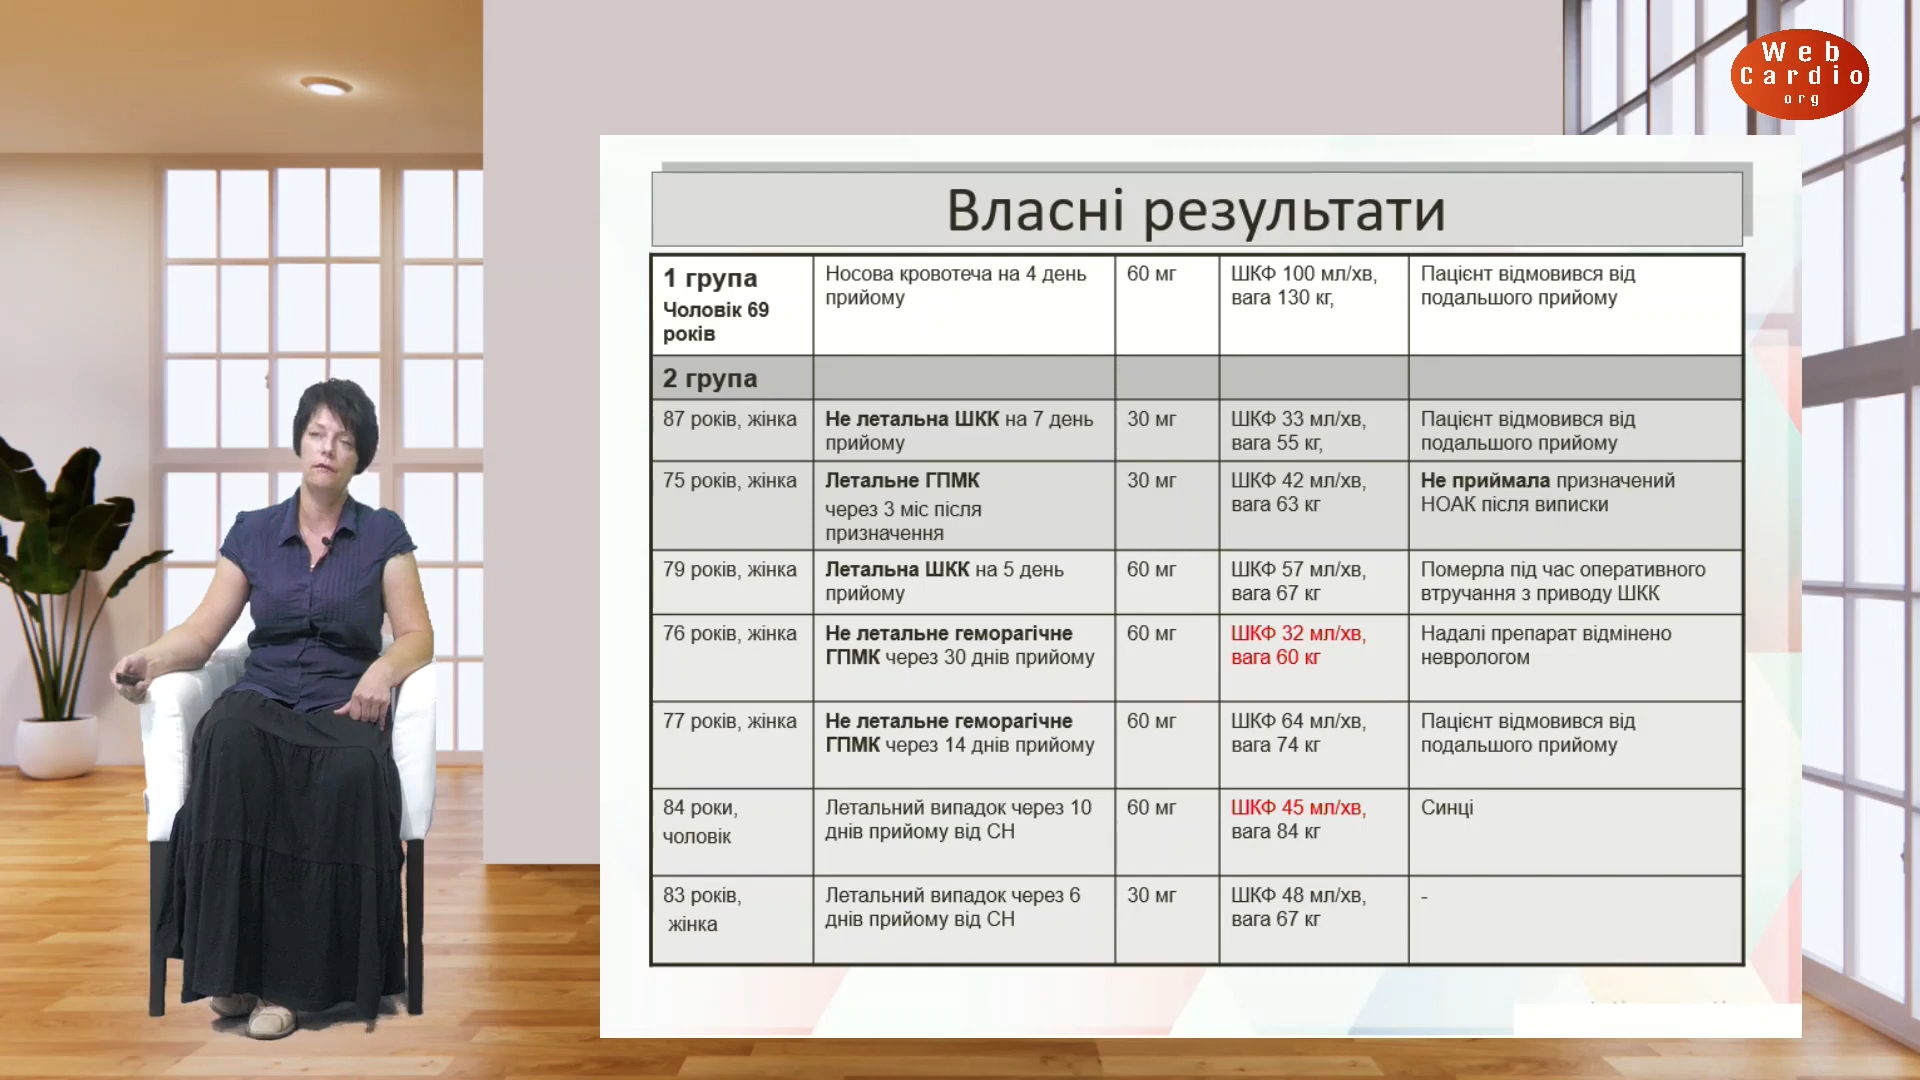 Web
Cardio
org
Власні результати
1 група
Чоловік 69
років
Носова кровотеча на 4 день
прийому
60 мг
ШКФ 100 мл/хв,
вага 130 кг,
Пацієнт відмовився від
подальшого прийому
2 група
87 років, жінка
Не летальна ШКК на 7 день
прийому
30 мг
ШКФ 33 мл/хв,
вага 55 кг,
Пацієнт відмовився від
подальшого прийому
75 років, жінка
Летальне ГПМК
через 3 міс після
призначення
30 мг
ШКФ 42 мл/хв,
вага 63 кг
Не приймала призначений
НОАК після виписки
79 років, жінка
Летальна ШКК на 5 день
прийому
60 мг
ШКФ 57 мл/хв,
вага 67 кг
Померла під час оперативного
втручання з приводу ШКК
76 років, жінка
Не летальне геморагічне
ГПМК через 30 днів прийому
60 мг
ШКФ 32 мл/хв,
вага 60 кг
Надалі препарат відмінено
неврологом
77 років, жінка
Не летальне геморагічне
ГПМК через 14 днів прийому
60 мг
ШКФ 64 мл/хв,
вага 74 кг
Пацієнт відмовився від
подальшого прийому
84 роки,
чоловік
Летальний випадок через 10
днів прийому від СН
60 мг
ШКФ 45 мл/хв,
вага 84 кг
Синці
83 років,
жінка
Летальний випадок через 6
днів прийому від СН
30 мг
ШКФ 48 мл/хв,
вага 67 кг
-